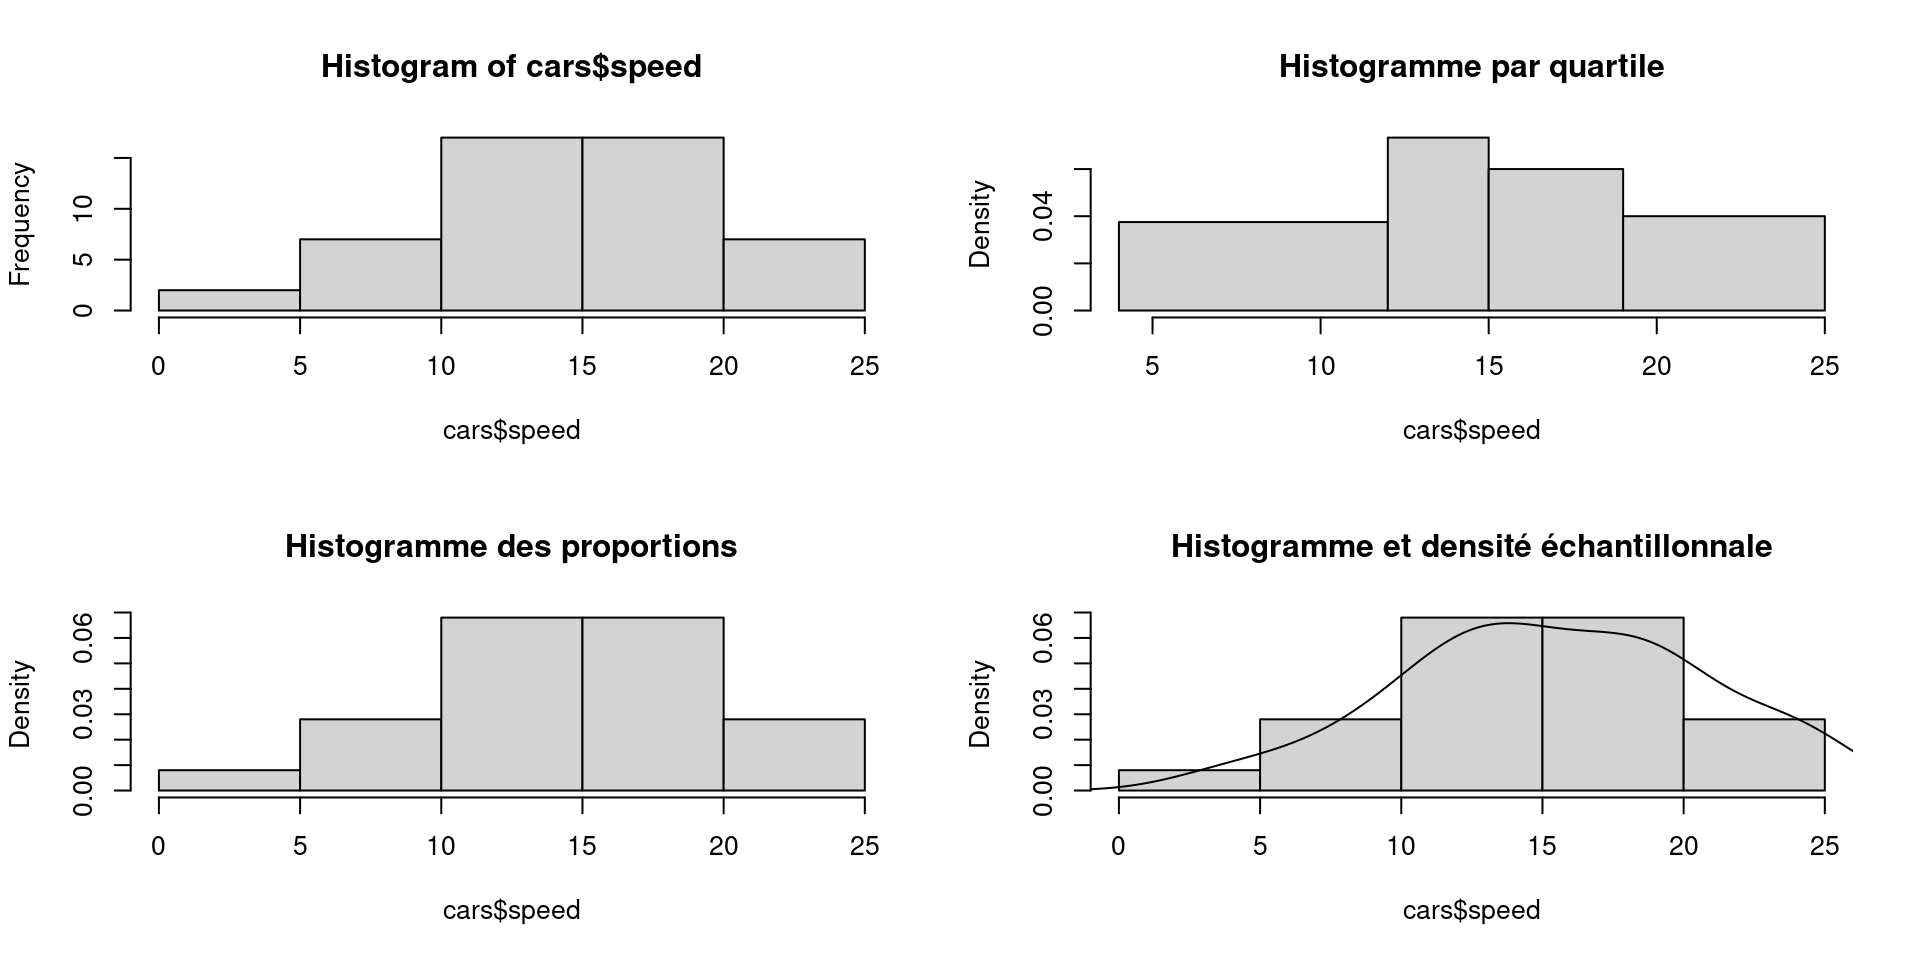 Histogram of cars$speed
Frequency
0 5 10
0 5 10 15 20 25
cars$speed
Histogramme par quartile
Density
0.00 0.04
5 10 15 20 25
cars$speed
Histogramme des proportions
Density
0.00 0.03 0.06
0 5 10 15 20 25
cars$speed
Histogramme et densité échantillonnale
Density
0.00 0.03 0.06
0 5 10 15 20 25
cars$speed